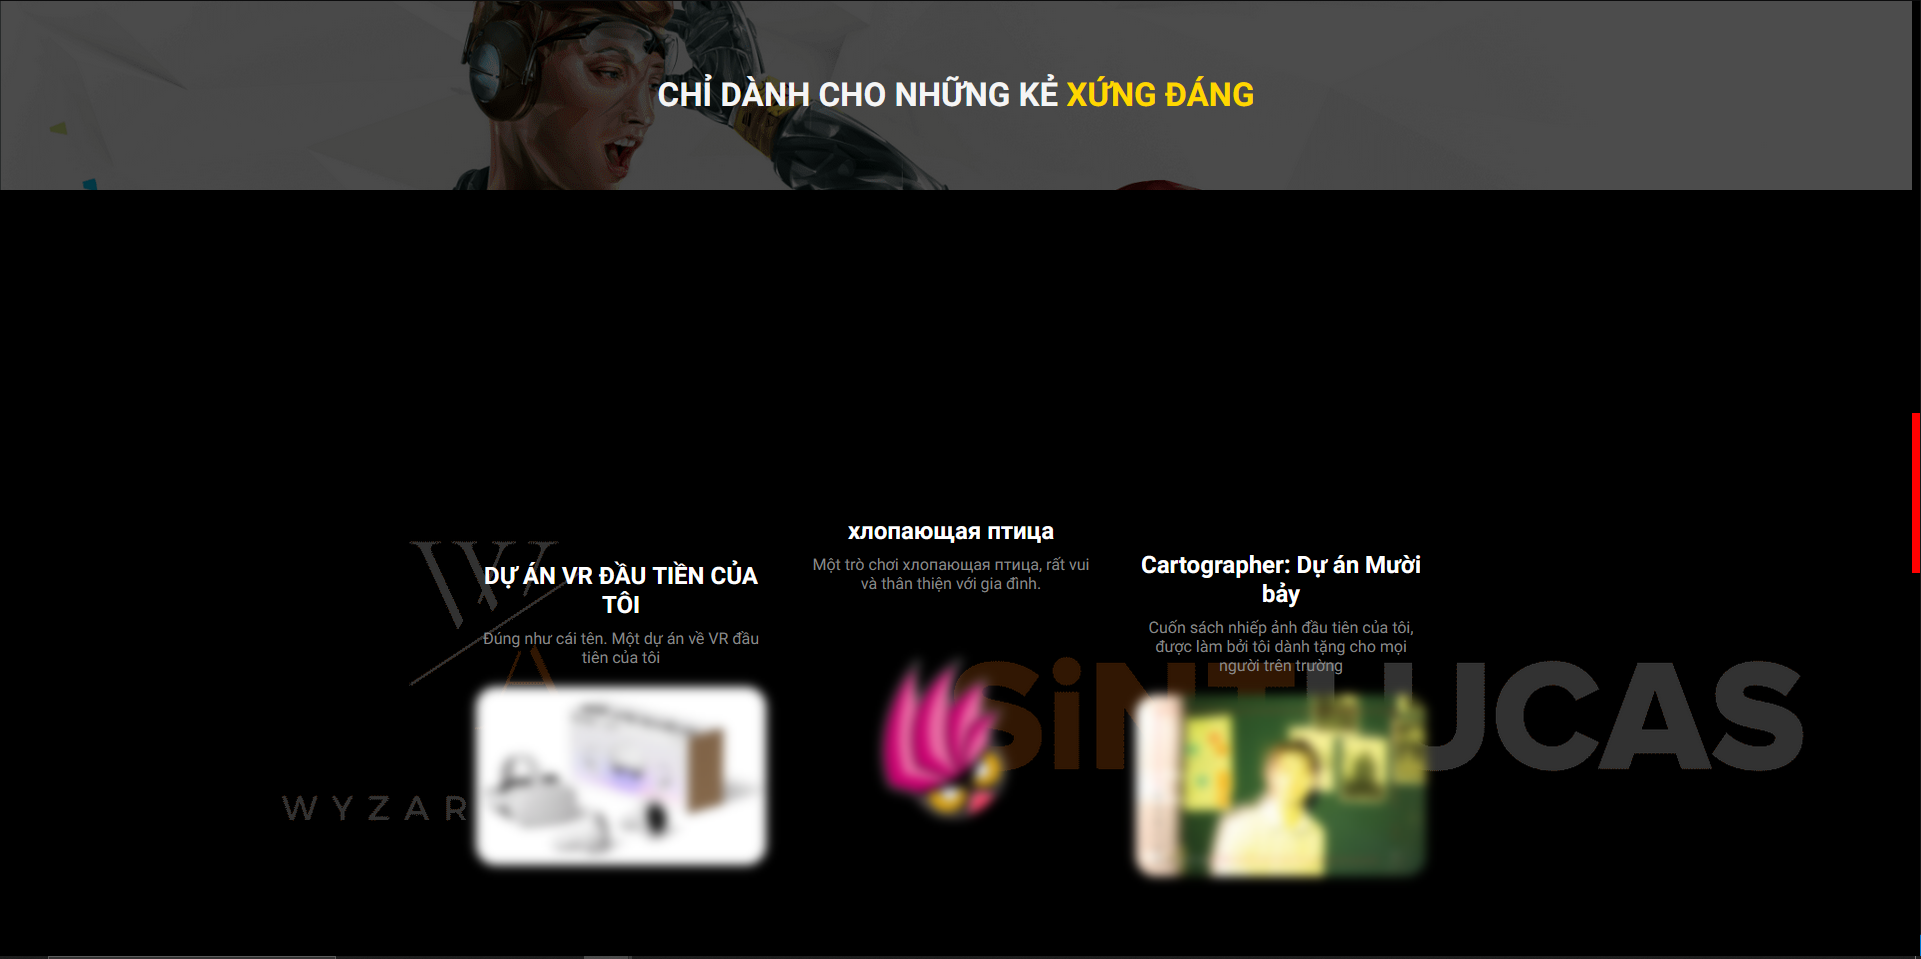 CHỈ DÀNH CHO NHỮNG KẺ XỨNG ĐÁNG
DỰ ÁN VR ĐẦU TIỀN CỦA
TÔI
Đúng như cái tên. Một dự án về VR đầu
tiên của tôi
хлопающая птица
Một trò chơi хлопающая птица, rất vui
và thân thiện với gia đình.
Cartographer: Dự án Mười
bảy
Cuốn sách nhiếp ảnh đầu tiên của tôi,
được làm bởi tôi dành tặng cho mọi
người trên trường
SiNTLUCAS
WYZAR